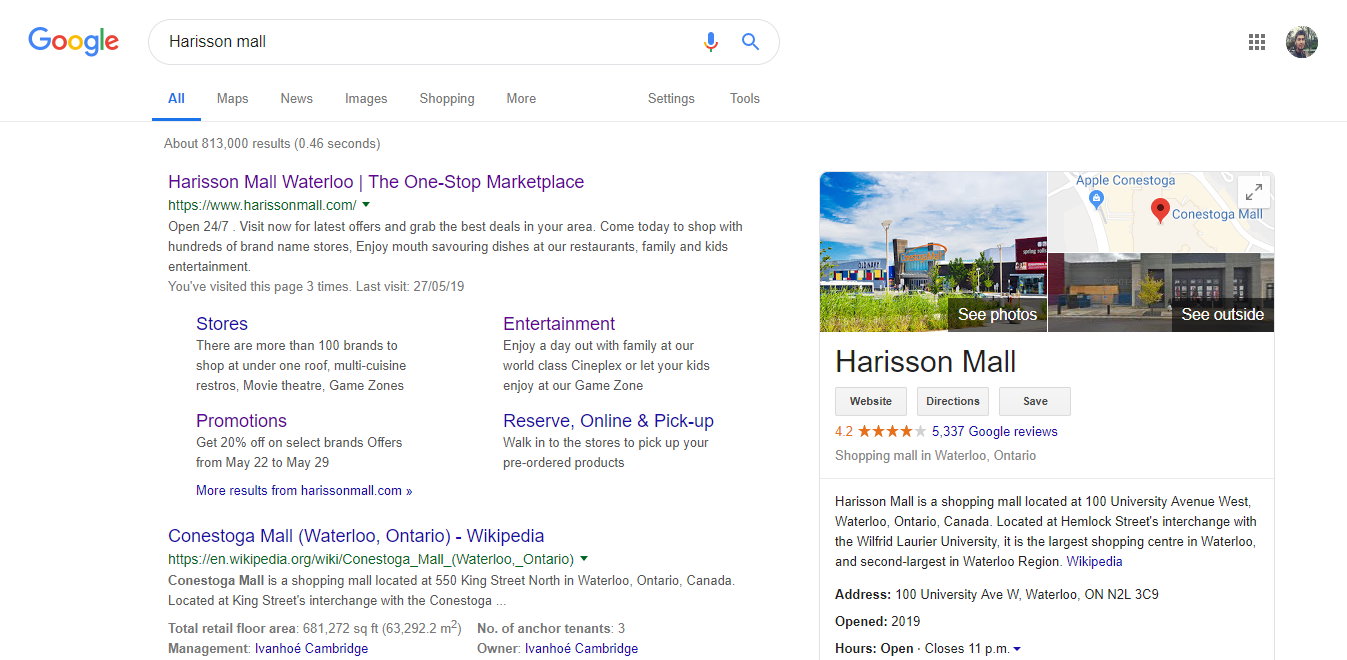 Google
Harisson mall
All Maps News Images Shopping More Settings Tools
About 813,000 results (0.46 seconds)
Harisson Mall Waterloo | The One-Stop Marketplace
https://www.harissonmall.com/
Open 24/7 . Visit now for latest offers and grab the best deals in your area. Come today to shop with
hundreds of brand name stores, Enjoy mouth savouring dishes at our restaurants, family and kids
entertainment.
You've visited this page 3 times. Last visit: 27/05/19
Stores
There are more than 100 brands to
shop at under one roof, multi-cuisine
restros, Movie theatre, Game Zones
Entertainment
Enjoy a day out with family at our
world class Cineplex or let your kids
enjoy at our Game Zone
Promotions
Get 20% off on select brands Offers
from May 22 to May 29
Reserve, Online & Pick-up
Walk in to the stores to pick up your
pre-ordered products
More results from harissonmall.com »
Conestoga Mall (Waterloo, Ontario) - Wikipedia
https://en.wikipedia.org/wiki/Conestoga_Mall_(Waterloo,_Ontario)
Conestoga Mall is a shopping mall located at 550 King Street North in Waterloo, Ontario, Canada.
Located at King Street's interchange with the Conestoga ...
Total retail floor area: 681,272 sq ft (63,292.2 m2) No. of anchor tenants: 3
Management: Ivanhoé Cambridge Owner: Ivanhoé Cambridge
Apple Conestoga
Conestoga Mall
OLD NAVY
spring rolls
See photos
See outside
Harisson Mall
Website Directions Save
4.2 ★★★★★ 5,337 Google reviews
Shopping mall in Waterloo, Ontario
Harisson Mall is a shopping mall located at 100 University Avenue West,
Waterloo, Ontario, Canada. Located at Hemlock Street's interchange with
the Wilfrid Laurier University, it is the largest shopping centre in Waterloo,
and second-largest in Waterloo Region. Wikipedia
Address: 100 University Ave W, Waterloo, ON N2L 3C9
Opened: 2019
Hours: Open · Closes 11 p.m.